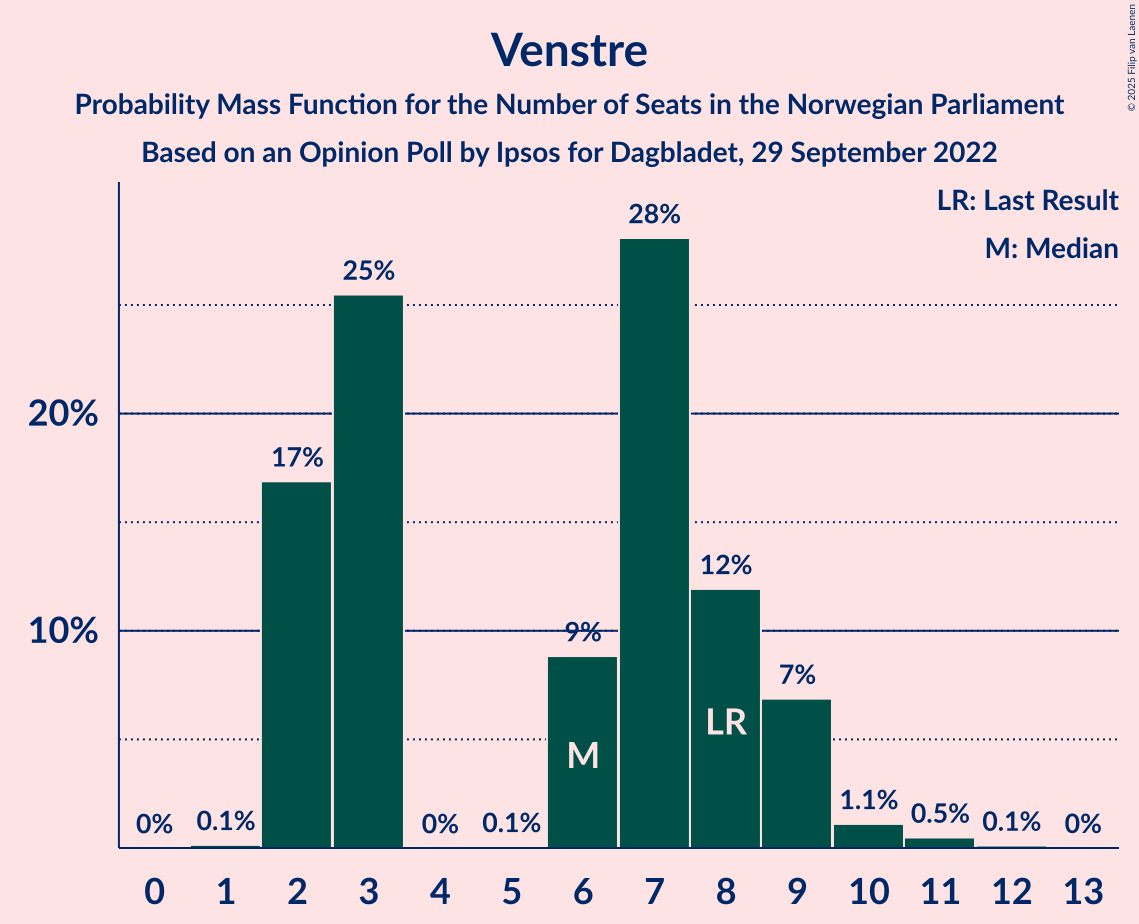 Venstre
Probability Mass Function for the Number of Seats in the Norwegian Parliament
Based on an Opinion Poll by Ipsos for Dagbladet, 29 September 2022
© 2025 Filip van Laenen
LR: Last Result
M: Median
28%
25%
20%
17%
12%
10%
9%
7%
LR
M
0%
0.1%
0%
0.1%
1.1%
0.5%
0.1%
0%
0 1 2 3 4 5 6 7 8 9 10 11 12 13